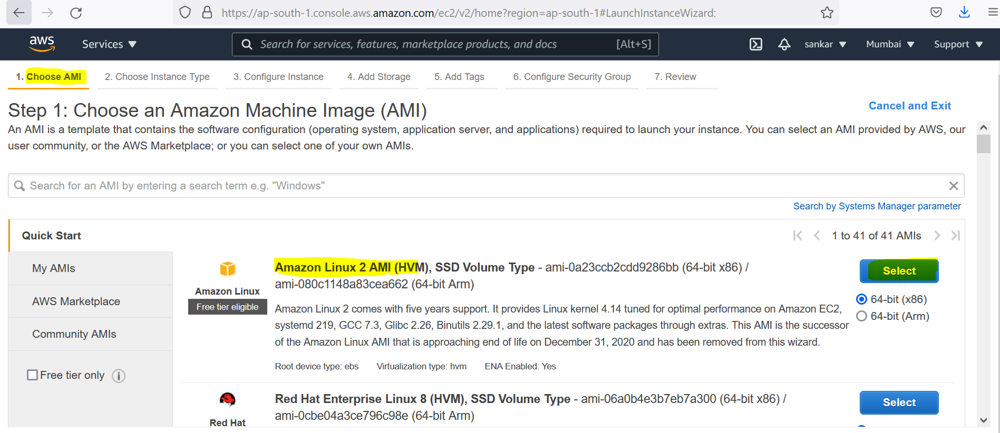 https://ap-south-1.console.aws.amazon.com/ec2/v2/home?region=ap-south-1#LaunchInstanceWizard:
aws Services Search for services, features, marketplace products, and docs [Alt+S] sankar Mumbai Support
1. Choose AMI 2. Choose Instance Type 3. Configure Instance 4. Add Storage 5. Add Tags 6. Configure Security Group 7. Review
Step 1: Choose an Amazon Machine Image (AMI)
Cancel and Exit
An AMI is a template that contains the software configuration (operating system, application server, and applications) required to launch your instance. You can select an AMI provided by AWS, our
user community, or the AWS Marketplace; or you can select one of your own AMIs.
Search for an AMI by entering a search term e.g. "Windows"
Search by Systems Manager parameter
Quick Start
1 to 41 of 41 AMIs
My AMIs
AWS Marketplace
Community AMIs
Free tier only
Amazon Linux
Free tier eligible
Amazon Linux 2 AMI (HVM), SSD Volume Type - ami-0a23ccb2cdd9286bb (64-bit x86) /
ami-080c1148a83cea662 (64-bit Arm)
Amazon Linux 2 comes with five years support. It provides Linux kernel 4.14 tuned for optimal performance on Amazon EC2,
systemd 219, GCC 7.3, Glibc 2.26, Binutils 2.29.1, and the latest software packages through extras. This AMI is the successor
of the Amazon Linux AMI that is approaching end of life on December 31, 2020 and has been removed from this wizard.
Root device type: ebs Virtualization type: hvm ENA Enabled: Yes
Select
64-bit (x86)
64-bit (Arm)
Red Hat
Red Hat Enterprise Linux 8 (HVM), SSD Volume Type - ami-06a0b4e3b7eb7a300 (64-bit x86) /
ami-0cbe04a3ce796c98e (64-bit Arm)
Select